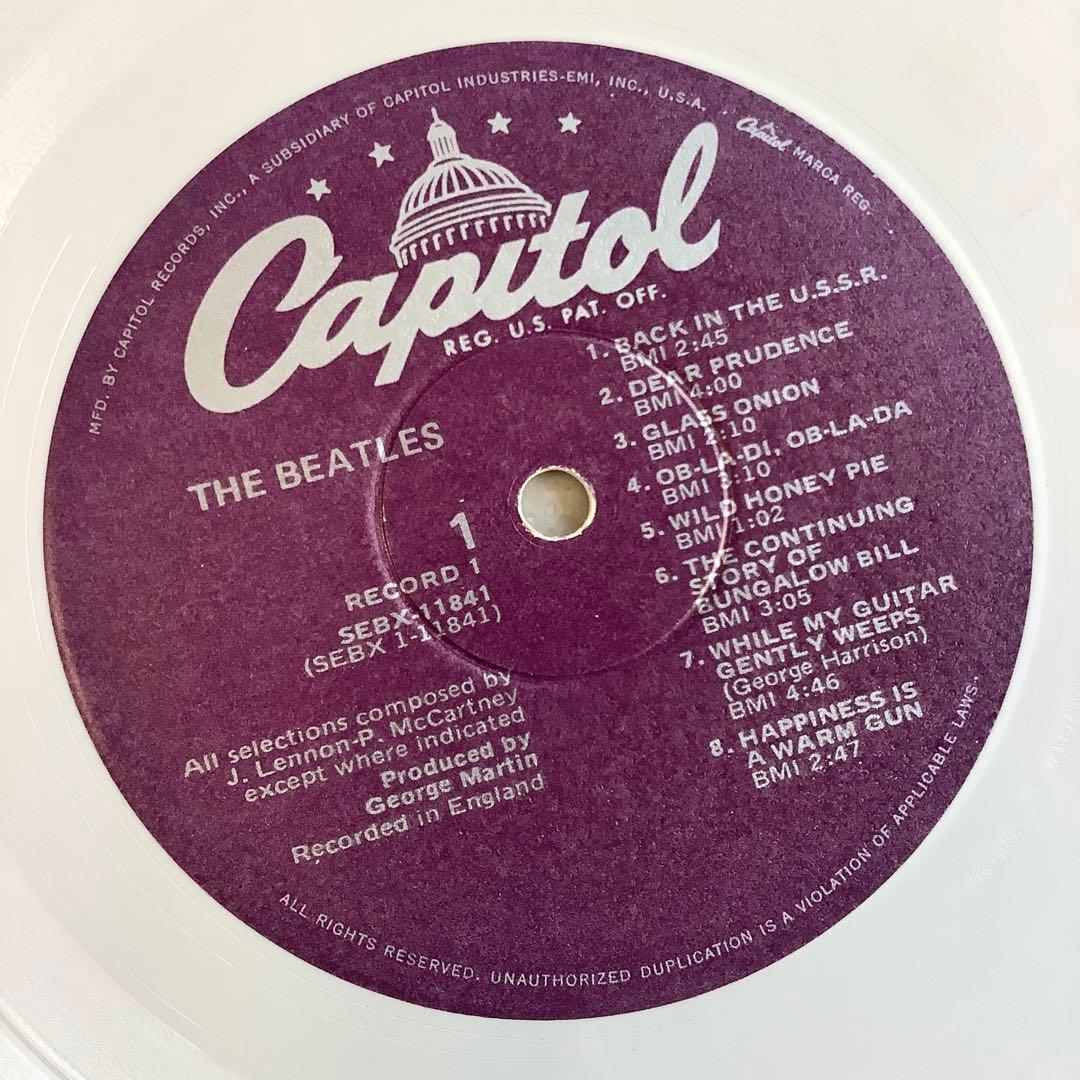 MFD. BY CAPITOL RECORDS, INC., A SUBSIDIARY OF CAPITOL INDUSTRIES-EMI, INC., U.S.A. , Capitol MARCA REG.
Capitol
REG. U.S. PAT. OFF.
THE BEATLES
1
RECORD 1
SEBX-11841
(SEBX 1-11841)
All selections composed by
J. Lennon-P. McCartney
except where indicated
Produced by
George Martin
Recorded in England
1. BACK IN THE U.S.S.R.
BMI 2:45
2. DEAR PRUDENCE
BMI 4:00
3. GLASS ONION
BMI 2:10
4. OB-LA-DI, OB-LA-DA
BMI 3:10
5. WILD HONEY PIE
BMI 1:02
6. THE CONTINUING
STORY OF
BUNGALOW BILL
BMI 3:05
7. WHILE MY GUITAR
GENTLY WEEPS
(George Harrison)
BMI 4:46
8. HAPPINESS IS
A WARM GUN
BMI 2:47
ALL RIGHTS RESERVED. UNAUTHORIZED DUPLICATION IS A VIOLATION OF APPLICABLE LAWS.